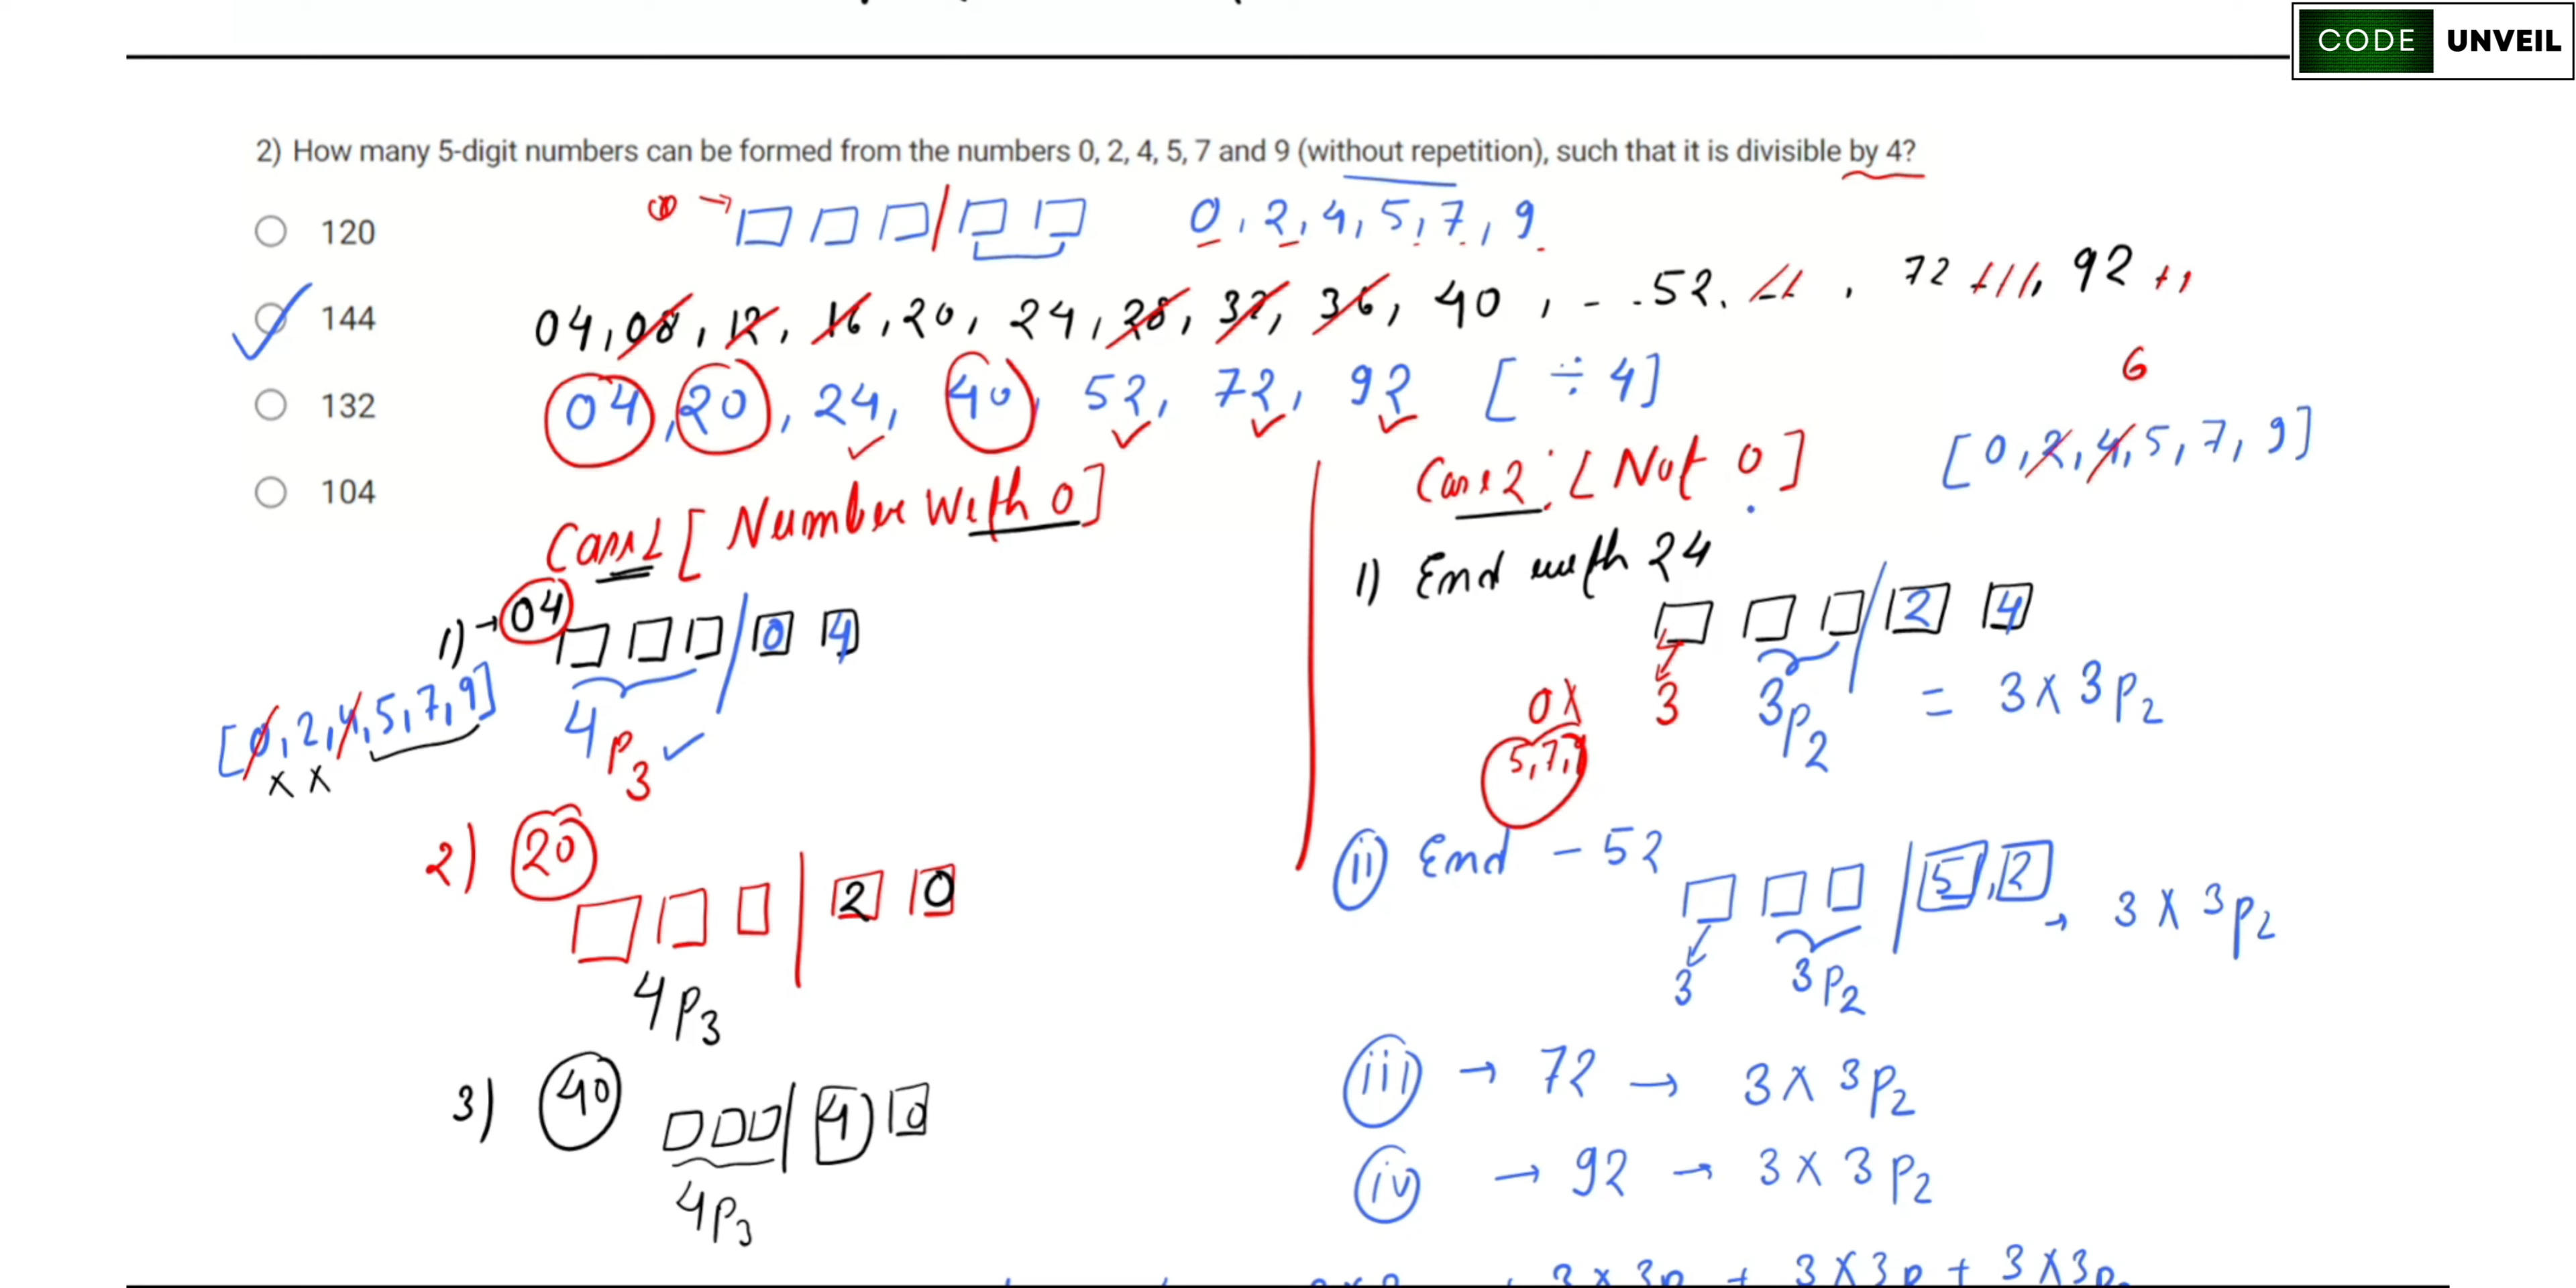 CODE UNVEIL
2) How many 5-digit numbers can be formed from the numbers 0, 2, 4, 5, 7 and 9 (without repetition), such that it is divisible by 4?
→ 0, 2, 4, 5, 7, 9
120
04, 08, 12, 16, 20, 24, 28, 32, 36, 40, - - 52, , 72 , 92
144
6
04, 20, 24, 40, 52, 72, 92 [ ÷ 4]
132
Case 2: [ Not 0 ] [0, 2, 4, 5, 7, 9]
104
Case 1 [ Number with 0 ]
1) → 04 0 4
[0, 2, 4, 5, 7, 9]
x x
4P3
2) 20 2 0
4P3
3) 40 4 0
4P3
1) End with 24
2 4
3 3P2 = 3 x 3P2
0x
5, 7, 9
ii) End - 52 5, 2 → 3 x 3P2
3 3P2
iii) → 72 → 3 x 3P2
iv) → 92 → 3 x 3P2
+ 3 x 3P + 3 x 3P